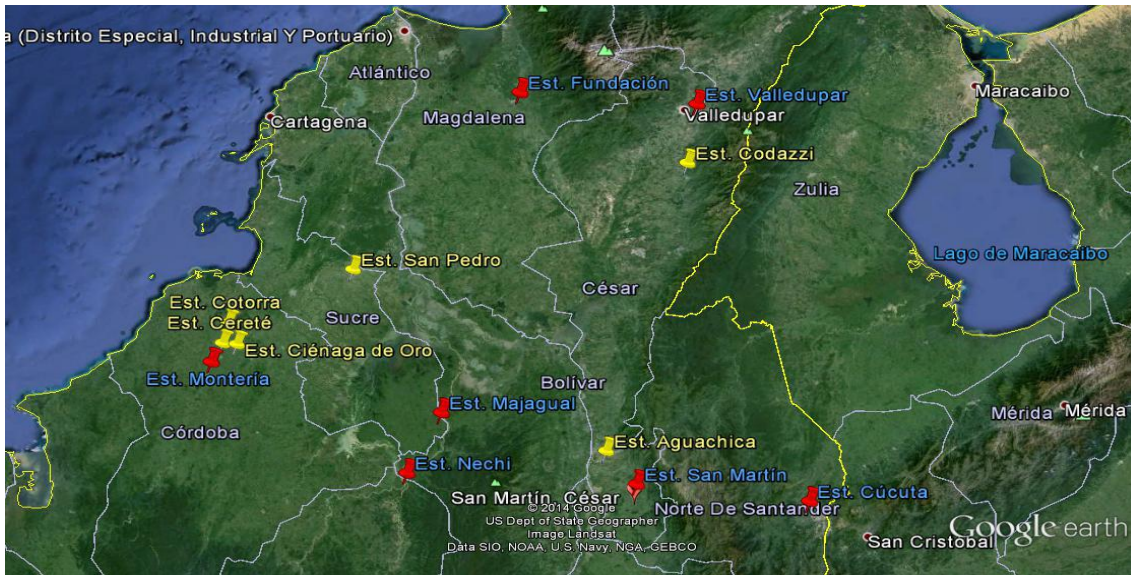 a (Distrito Especial, Industrial Y Portuario)
Atlántico
Est. Fundación
Est. Valledupar
Maracaibo
Cartagena
Magdalena
Valledupar
Est. Codazzi
Zulia
Lago de Maracaibo
Est. San Pedro
César
Est. Cotorra
Sucre
Est. Cereté
Est. Ciénaga de Oro
Est. Montería
Bolívar
Est. Majagual
Mérida
Mérida
Córdoba
Est. Aguachica
Est. Nechi
Est. San Martín
San Martín, César
Est. Cúcuta
Norte De Santander
© 2014 Google
US Dept of State Geographer
Image Landsat
Data SIO, NOAA, U.S. Navy, NGA, GEBCO
San Cristobal
Google earth